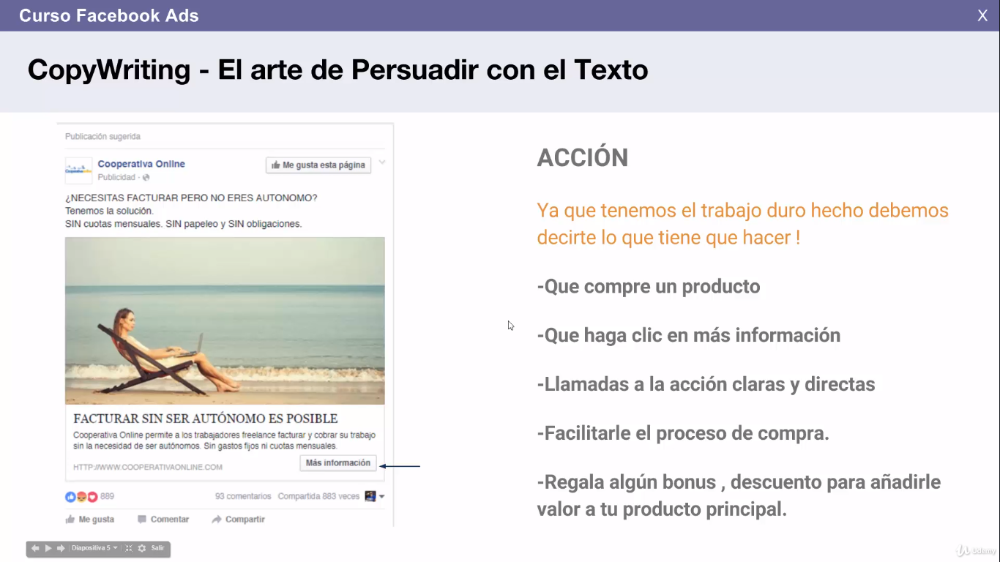 Curso Facebook Ads
X
CopyWriting - El arte de Persuadir con el Texto
Publicación sugerida
Cooperativa Online
Publicidad ·
Me gusta esta página
¿NECESITAS FACTURAR PERO NO ERES AUTONOMO?
Tenemos la solución.
SIN cuotas mensuales. SIN papeleo y SIN obligaciones.
FACTURAR SIN SER AUTÓNOMO ES POSIBLE
Cooperativa Online permite a los trabajadores freelance facturar y cobrar su trabajo
sin la necesidad de ser autónomos. Sin gastos fijos ni cuotas mensuales.
HTTP://WWW.COOPERATIVAONLINE.COM
Más información
889
93 comentarios Compartida 883 veces
Me gusta Comentar Compartir
ACCIÓN
Ya que tenemos el trabajo duro hecho debemos
decirte lo que tiene que hacer !
-Que compre un producto
-Que haga clic en más información
-Llamadas a la acción claras y directas
-Facilitarle el proceso de compra.
-Regala algún bonus , descuento para añadirle
valor a tu producto principal.
Diapositiva 5 Salir
Udemy